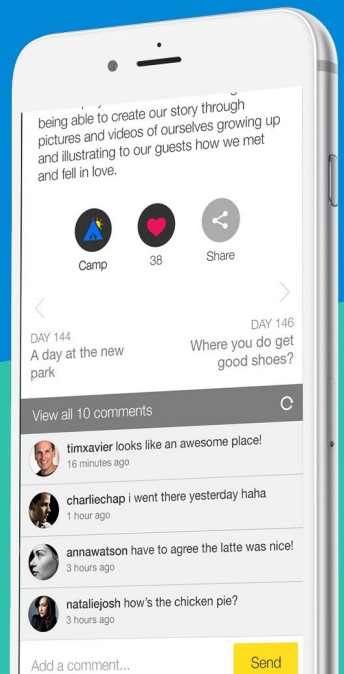 being able to create our story through
pictures and videos of ourselves growing up
and illustrating to our guests how we met
and fell in love.
Camp
38
Share
DAY 144
A day at the new
park
DAY 146
Where you do get
good shoes?
View all 10 comments
timxavier looks like an awesome place!
16 minutes ago
charliechap i went there yesterday haha
1 hour ago
annawatson have to agree the latte was nice!
3 hours ago
nataliejosh how's the chicken pie?
3 hours ago
Add a comment...
Send